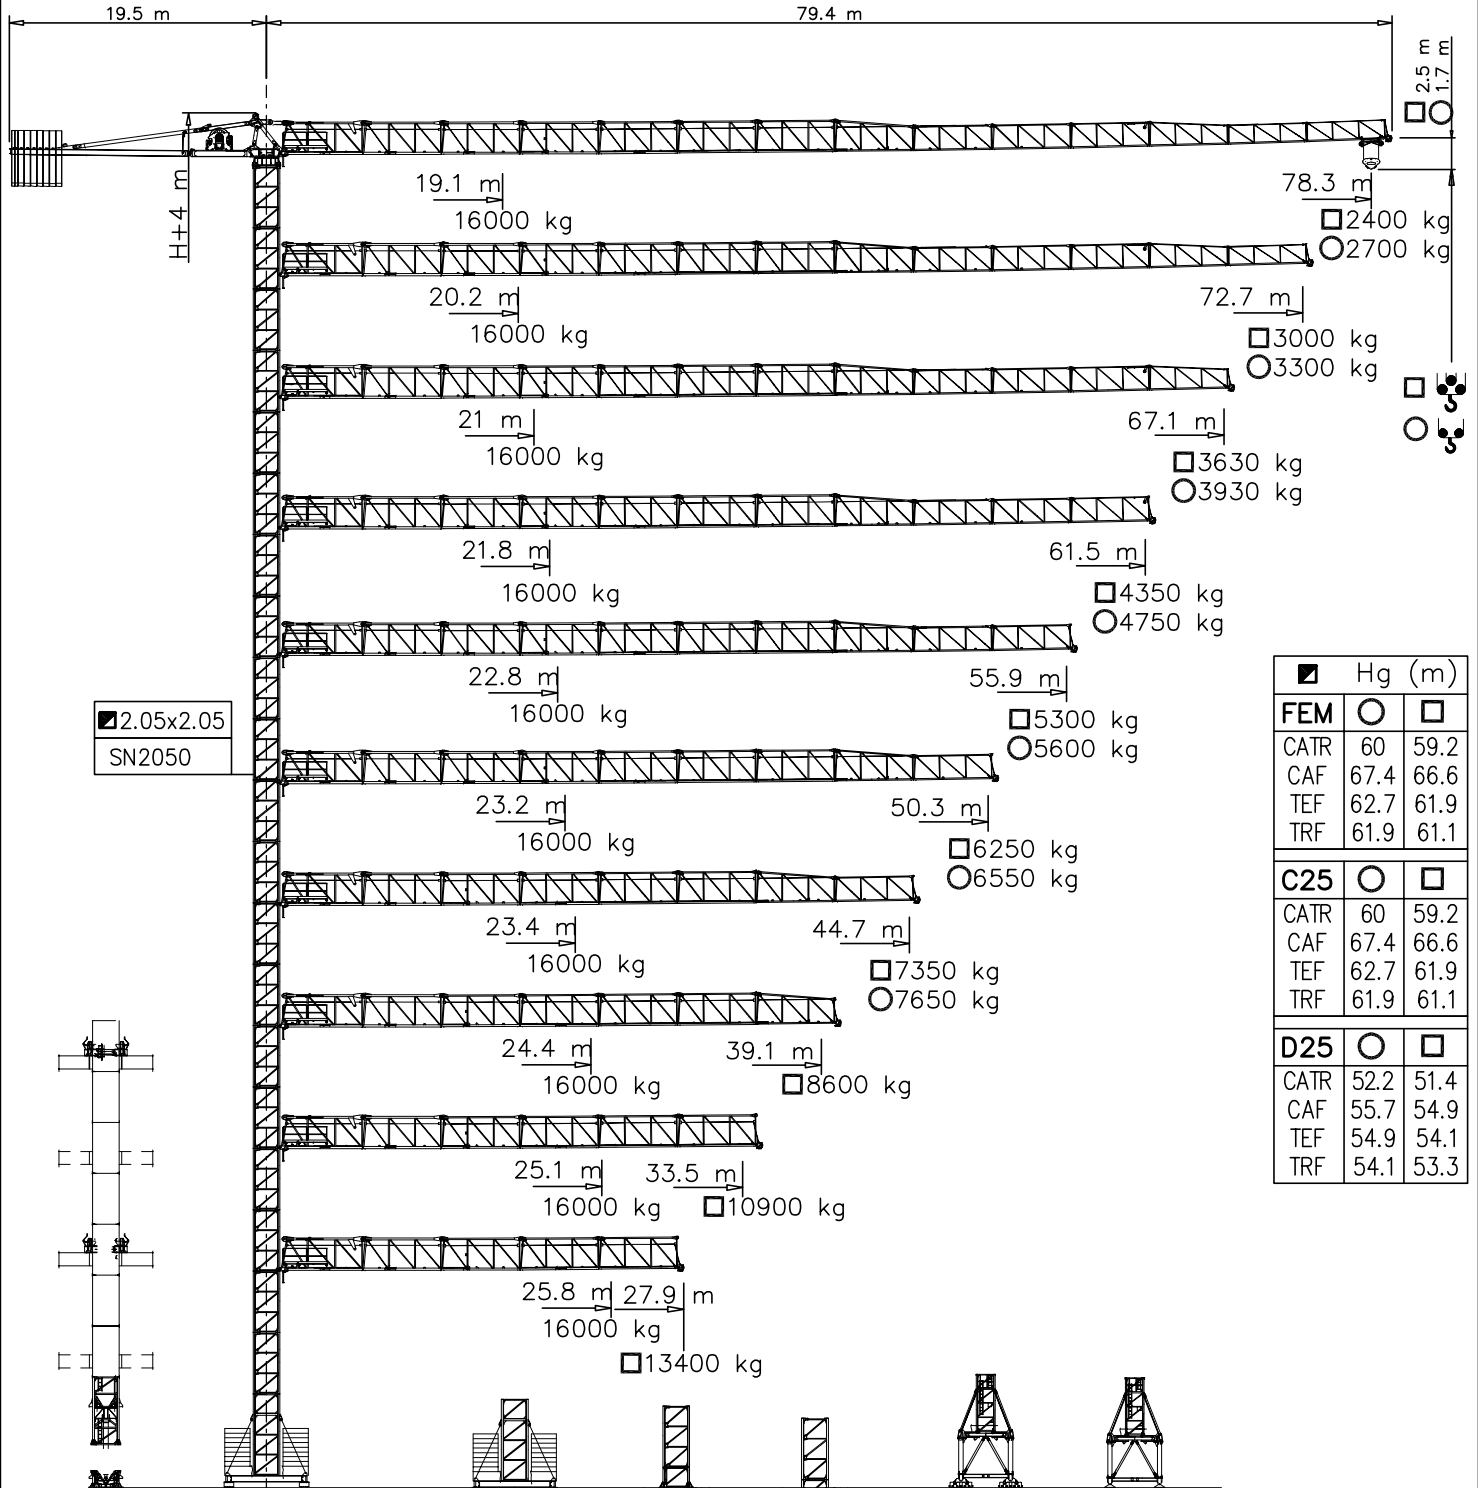 19.5 m
79.4 m
2.5 m
1.7 m
H+4 m
19.1 m
16000 kg
78.3 m
□2400 kg
○2700 kg
20.2 m
16000 kg
72.7 m
□3000 kg
○3300 kg
21 m
16000 kg
67.1 m
□3630 kg
○3930 kg
21.8 m
16000 kg
61.5 m
□4350 kg
○4750 kg
22.8 m
16000 kg
55.9 m
□5300 kg
○5600 kg
2.05x2.05
SN2050
23.2 m
16000 kg
50.3 m
□6250 kg
○6550 kg
23.4 m
16000 kg
44.7 m
□7350 kg
○7650 kg
24.4 m
16000 kg
39.1 m
□8600 kg
25.1 m
16000 kg
33.5 m
□10900 kg
25.8 m
16000 kg
27.9 m
□13400 kg
Hg (m)
FEM ○ □
CATR 60 59.2
CAF 67.4 66.6
TEF 62.7 61.9
TRF 61.9 61.1
C25 ○ □
CATR 60 59.2
CAF 67.4 66.6
TEF 62.7 61.9
TRF 61.9 61.1
D25 ○ □
CATR 52.2 51.4
CAF 55.7 54.9
TEF 54.9 54.1
TRF 54.1 53.3